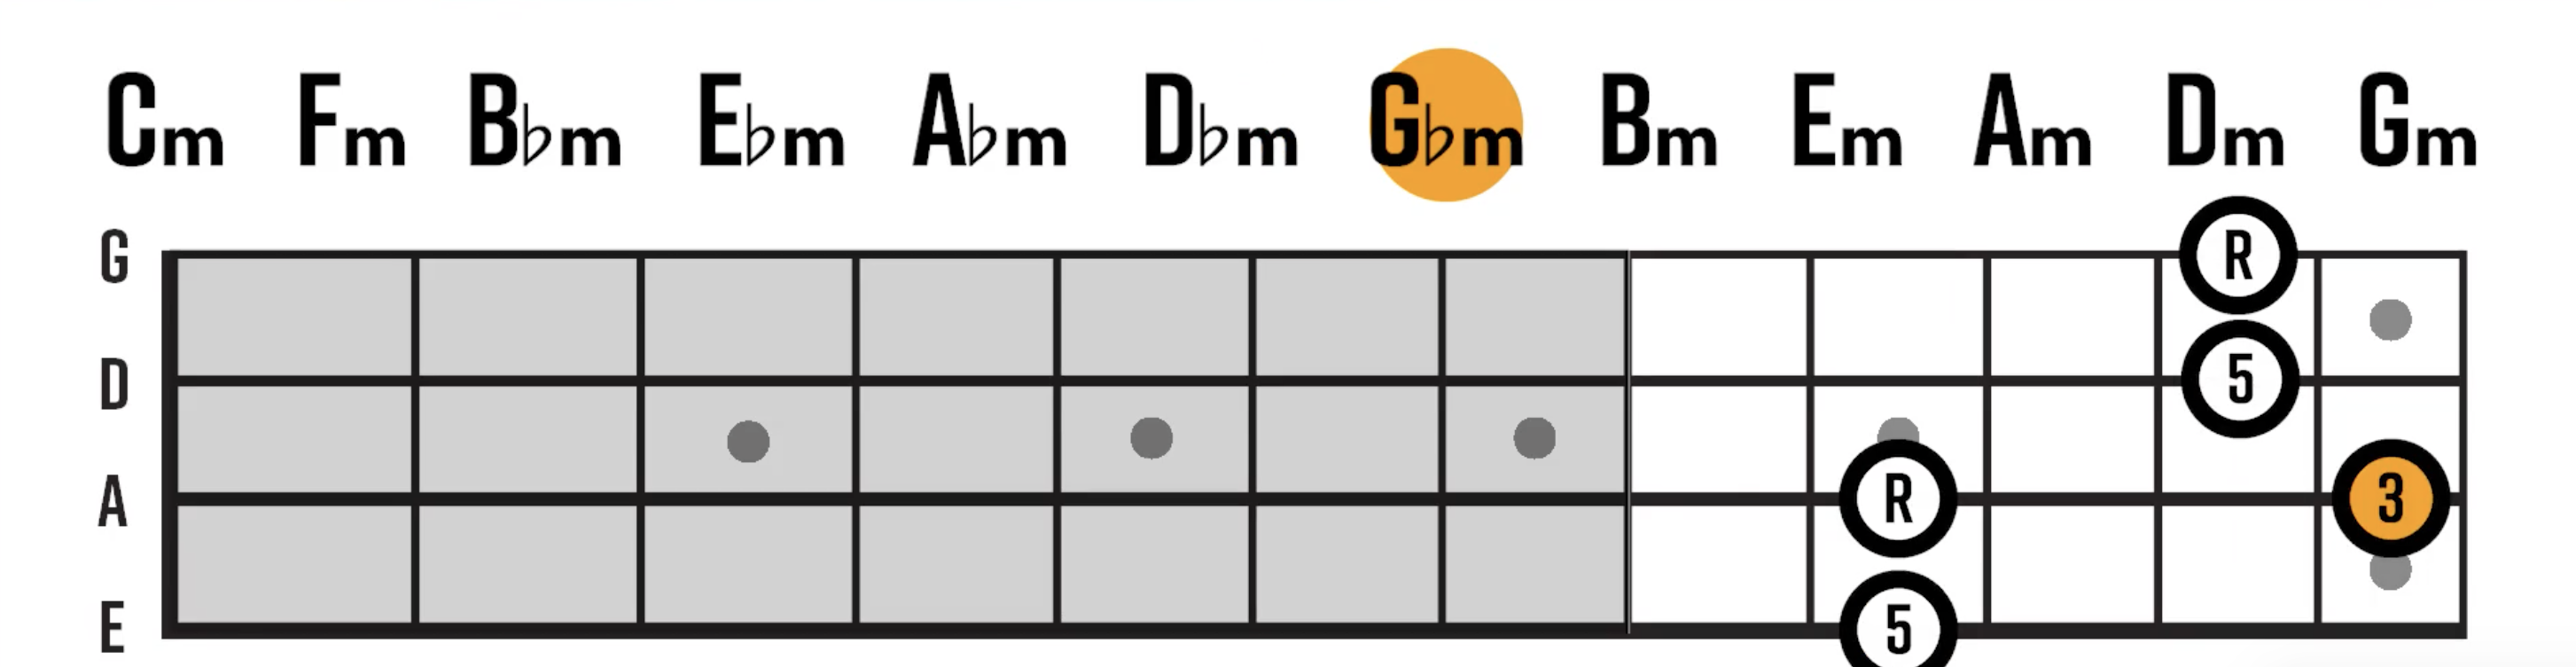 Cm Fm B♭m E♭m A♭m D♭m G♭m Bm Em Am Dm Gm
G R
D 5
A R 3
E 5